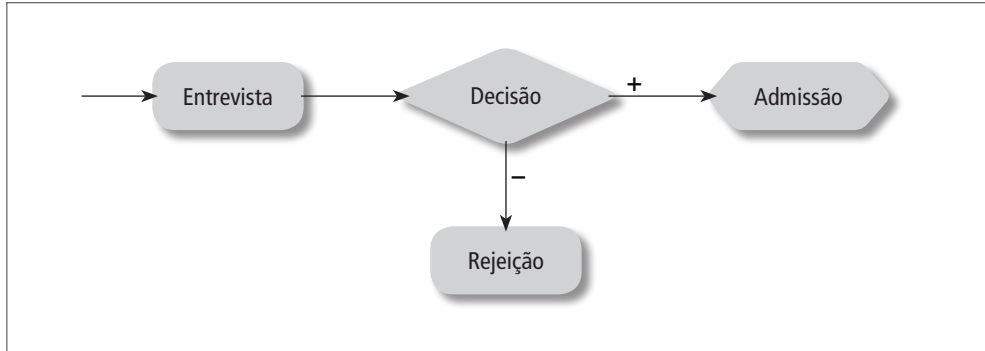 Entrevista
Decisão
+
Admissão
–
Rejeição